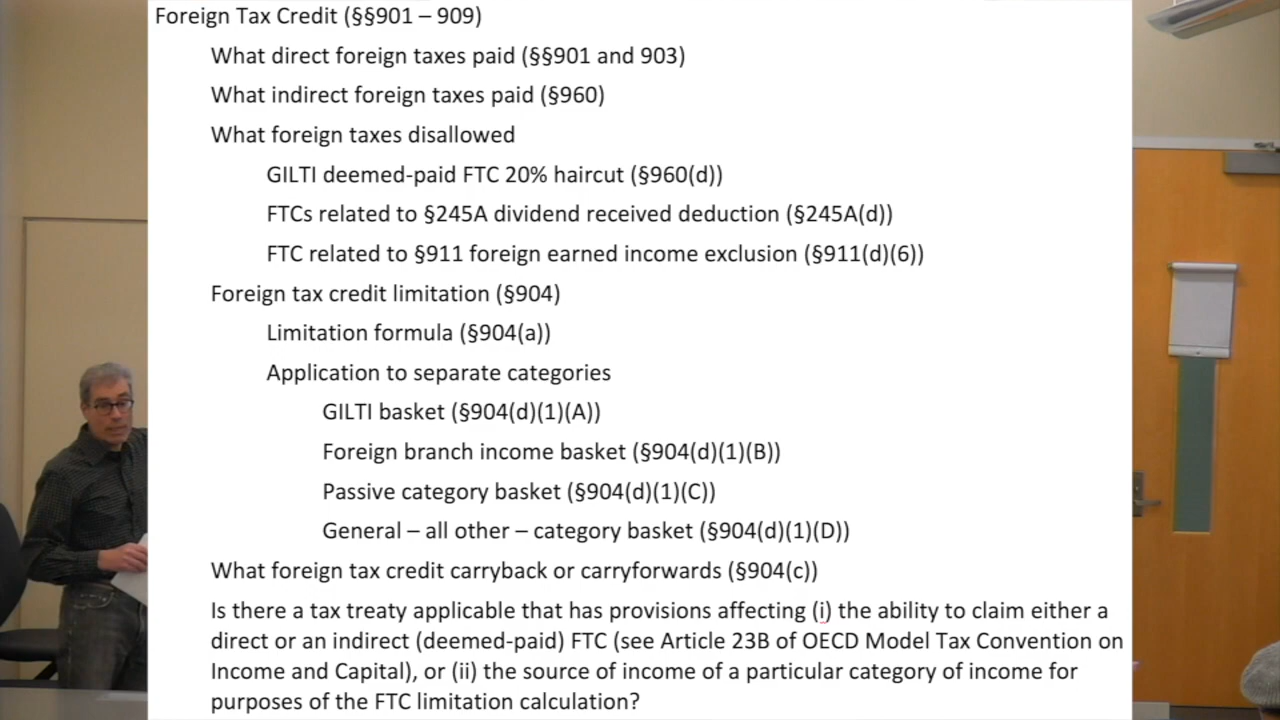 Foreign Tax Credit (§§901 – 909)
What direct foreign taxes paid (§§901 and 903)
What indirect foreign taxes paid (§960)
What foreign taxes disallowed
GILTI deemed-paid FTC 20% haircut (§960(d))
FTCs related to §245A dividend received deduction (§245A(d))
FTC related to §911 foreign earned income exclusion (§911(d)(6))
Foreign tax credit limitation (§904)
Limitation formula (§904(a))
Application to separate categories
GILTI basket (§904(d)(1)(A))
Foreign branch income basket (§904(d)(1)(B))
Passive category basket (§904(d)(1)(C))
General – all other – category basket (§904(d)(1)(D))
What foreign tax credit carryback or carryforwards (§904(c))
Is there a tax treaty applicable that has provisions affecting (i) the ability to claim either a
direct or an indirect (deemed-paid) FTC (see Article 23B of OECD Model Tax Convention on
Income and Capital), or (ii) the source of income of a particular category of income for
purposes of the FTC limitation calculation?